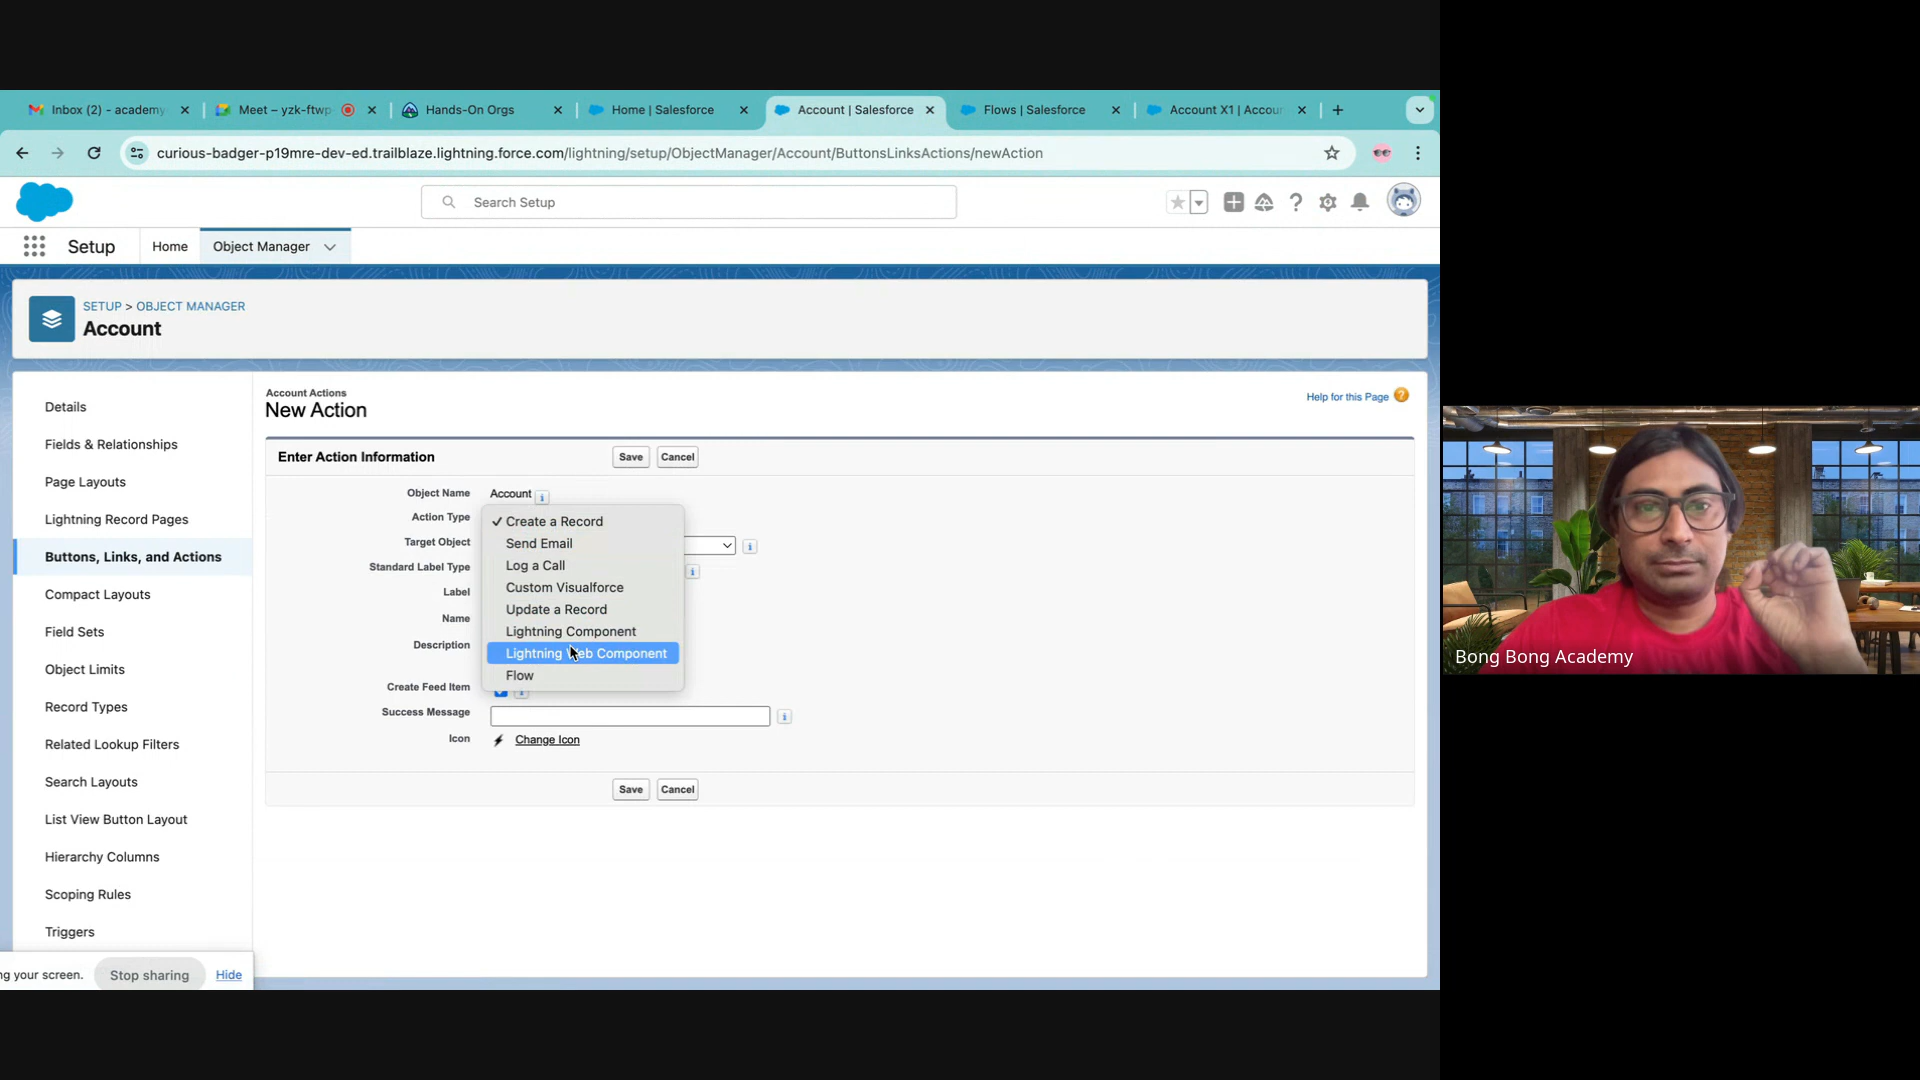 Inbox (2) - academy
Meet – yzk-ftwp
Hands-On Orgs
Home | Salesforce
Account | Salesforce
Flows | Salesforce
Account X1 | Accou
curious-badger-p19mre-dev-ed.trailblaze.lightning.force.com/lightning/setup/ObjectManager/Account/ButtonsLinksActions/newAction
Search Setup
Setup
Home
Object Manager
SETUP > OBJECT MANAGER
Account
Details
Fields & Relationships
Page Layouts
Lightning Record Pages
Buttons, Links, and Actions
Compact Layouts
Field Sets
Object Limits
Record Types
Related Lookup Filters
Search Layouts
List View Button Layout
Hierarchy Columns
Scoping Rules
Triggers
Account Actions
New Action
Help for this Page
Enter Action Information
Save Cancel
Object Name Account
Action Type
Target Object
Standard Label Type
Label
Name
Description
Create Feed Item
Success Message
Icon Change Icon
✓ Create a Record
Send Email
Log a Call
Custom Visualforce
Update a Record
Lightning Component
Lightning Web Component
Flow
Save Cancel
ng your screen. Stop sharing Hide
Bong Bong Academy